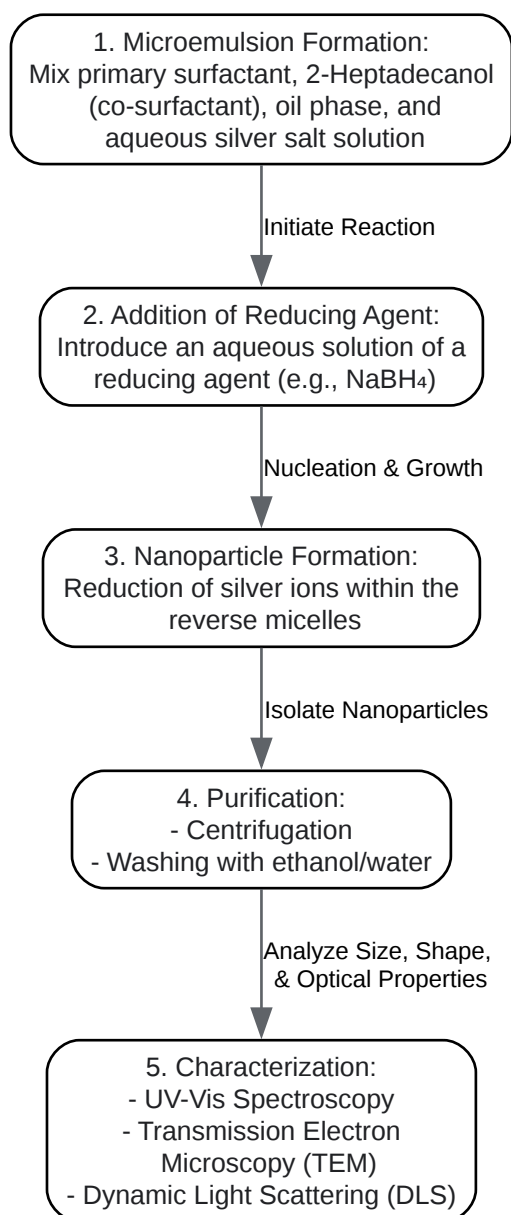 1. Microemulsion Formation:
Mix primary surfactant, 2-Heptadecanol
(co-surfactant), oil phase, and
aqueous silver salt solution
Initiate Reaction
2. Addition of Reducing Agent:
Introduce an aqueous solution of a
reducing agent (e.g., NaBH₄)
Nucleation & Growth
3. Nanoparticle Formation:
Reduction of silver ions within the
reverse micelles
Isolate Nanoparticles
4. Purification:
- Centrifugation
- Washing with ethanol/water
Analyze Size, Shape,
& Optical Properties
5. Characterization:
- UV-Vis Spectroscopy
- Transmission Electron
Microscopy (TEM)
- Dynamic Light Scattering (DLS)